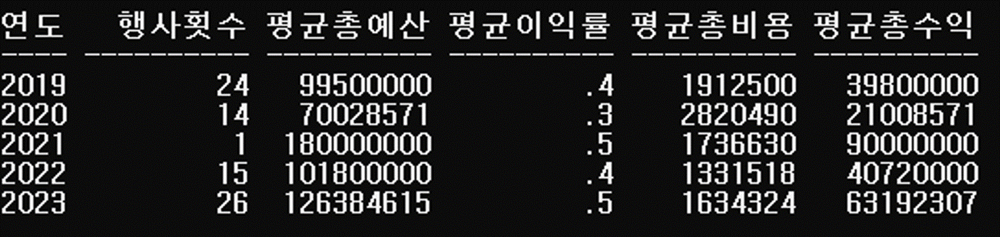 연도 행사횟수 평균총예산 평균이익률 평균총비용 평균총수익
---- ---------- ---------- ---------- ---------- ----------
2019 24 99500000 .4 1912500 39800000
2020 14 70028571 .3 2820490 21008571
2021 1 180000000 .5 1736630 90000000
2022 15 101800000 .4 1331518 40720000
2023 26 126384615 .5 1634324 63192307